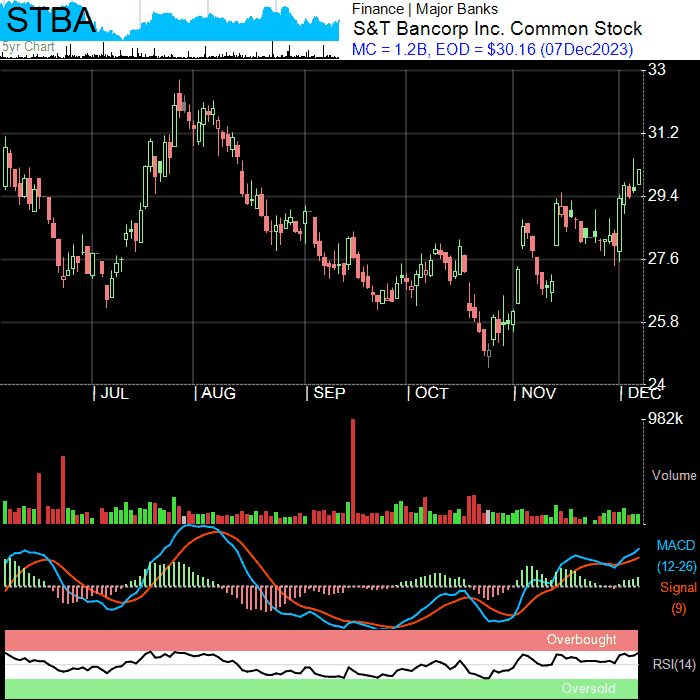 STBA
5yr Chart
Finance | Major Banks
S&T Bancorp Inc. Common Stock
MC = 1.2B, EOD = $30.16 (07Dec2023)
33
31.2
29.4
27.6
25.8
24
| JUL | AUG | SEP | OCT | NOV | DEC
982k
Volume
MACD
(12-26)
Signal
(9)
Overbought
RSI(14)
Oversold